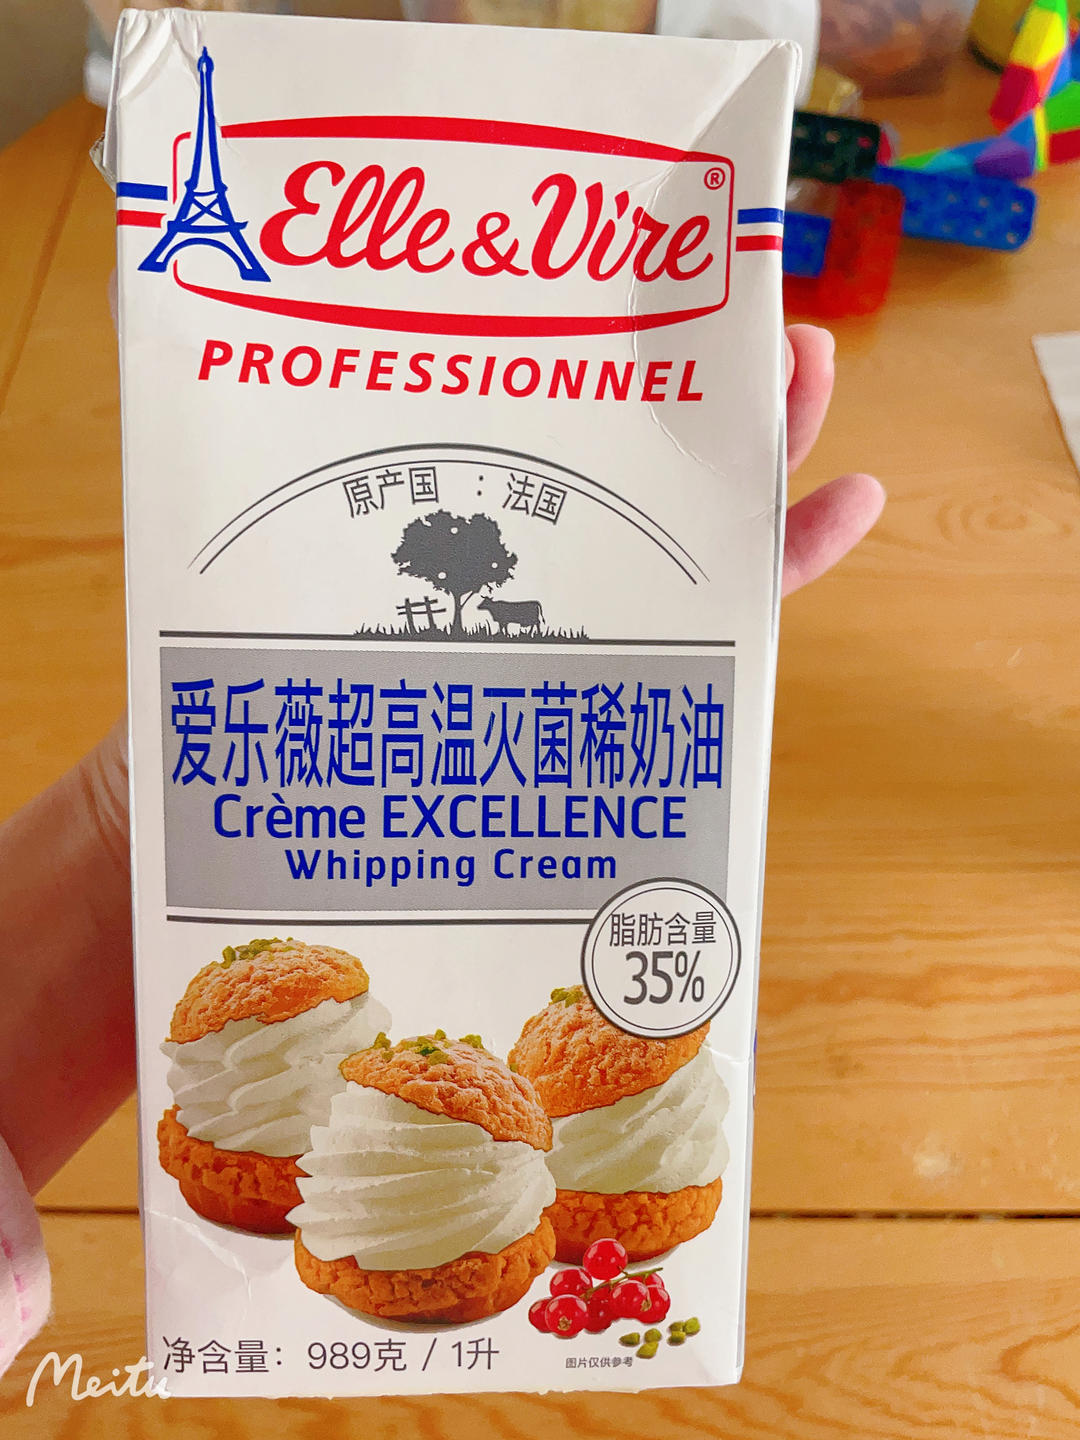 Elle & Vire®
PROFESSIONNEL
原产国 : 法国
爱乐薇超高温灭菌稀奶油
Crème EXCELLENCE
Whipping Cream
脂肪含量
35%
净含量: 989克 / 1升
图片仅供参考
Meitu